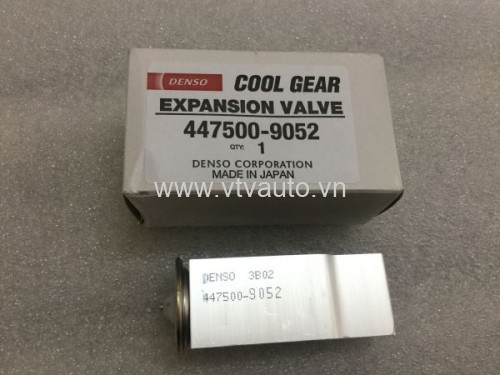 DENSO COOL GEAR
EXPANSION VALVE
447500-9052
QTY: 1
DENSO CORPORATION
MADE IN JAPAN
www.vtvauto.vn
DENSO 3B02
447500-9052